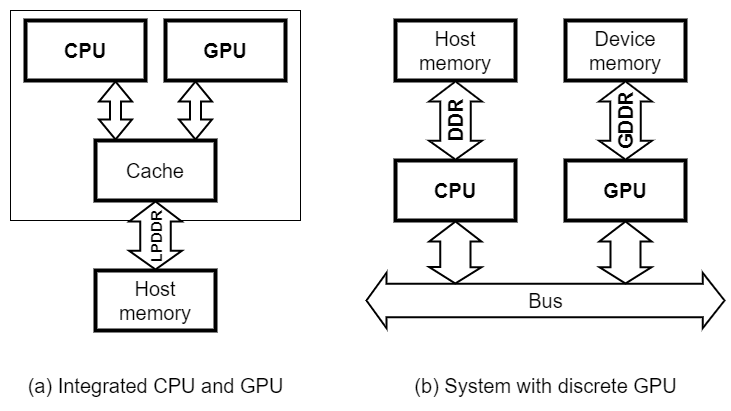 CPU
GPU
Cache
LPDDR
Host
memory
(a) Integrated CPU and GPU
Host
memory
Device
memory
DDR
GDDR
CPU
GPU
Bus
(b) System with discrete GPU